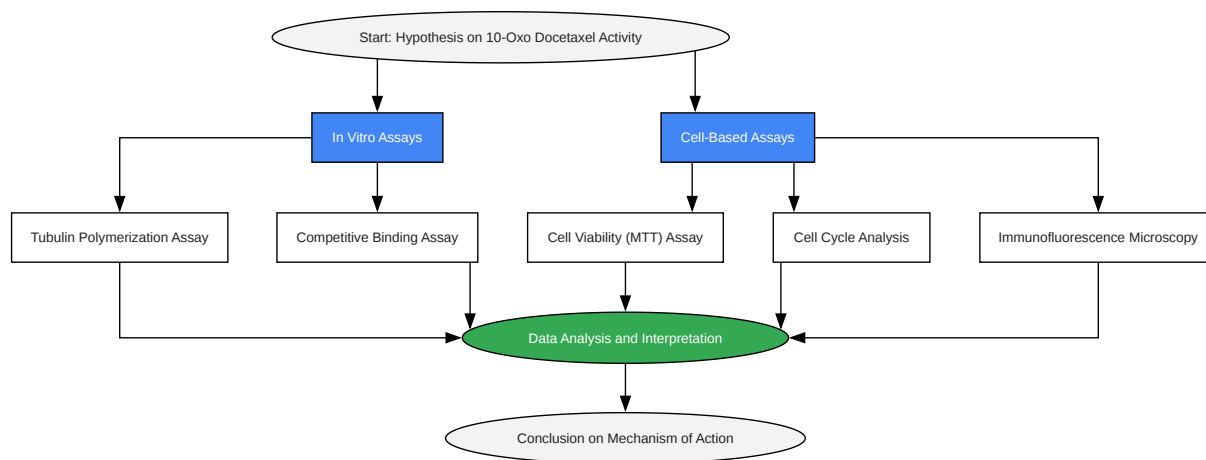 Start: Hypothesis on 10-Oxo Docetaxel Activity
In Vitro Assays
Cell-Based Assays
Tubulin Polymerization Assay
Competitive Binding Assay
Cell Viability (MTT) Assay
Cell Cycle Analysis
Immunofluorescence Microscopy
Data Analysis and Interpretation
Conclusion on Mechanism of Action